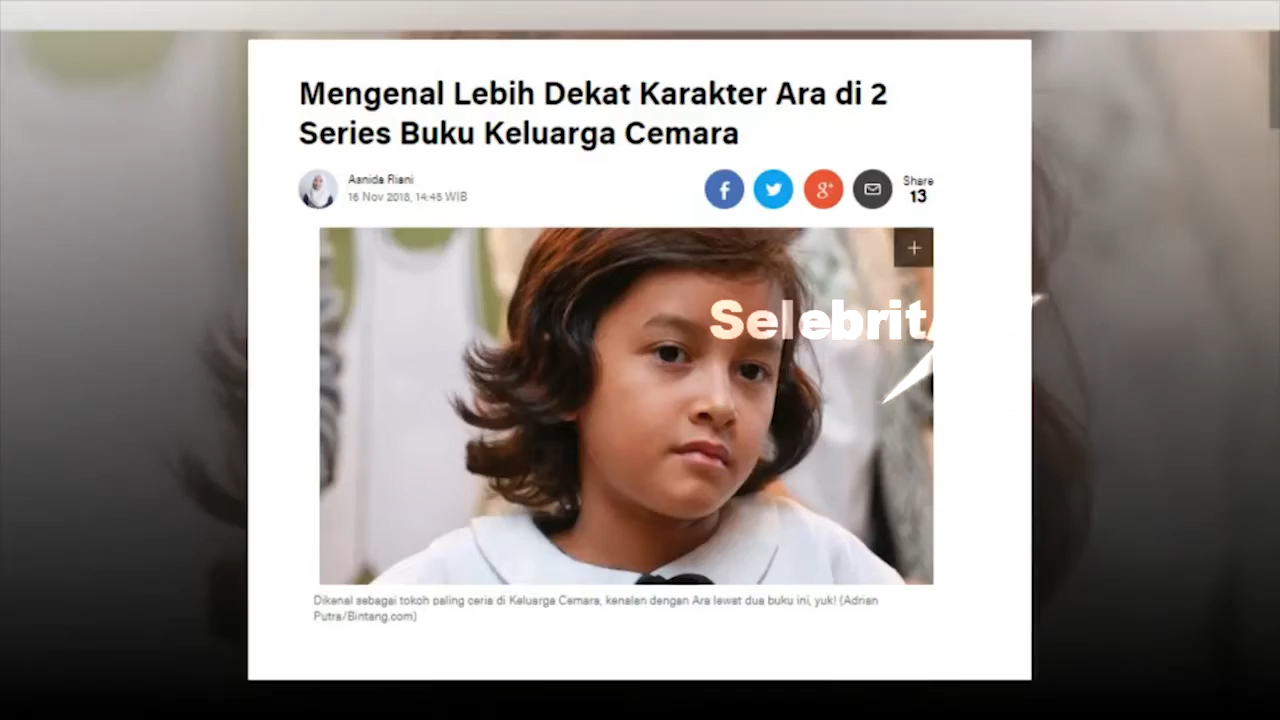 Mengenal Lebih Dekat Karakter Ara di 2
Series Buku Keluarga Cemara
Asnida Riani
16 Nov 2018, 14:45 WIB
Share
13
Selebrit
Dikenal sebagai tokoh paling ceria di Keluarga Cemara, kenalan dengan Ara lewat dua buku ini, yuk! (Adrian
Putra/Bintang.com)